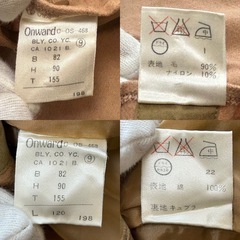 Onward
BLY. CO. YC.
CA 1021 B. ⑨
B 82
H 90
T 155
198
表地 毛 90%
ナイロン 10%
Onward
BLY. CO. YC.
CA 1021 B. ⑨
B 82
H 90
T 155
L 120
198
22
表地 綿 100%
裏地 キュプラ